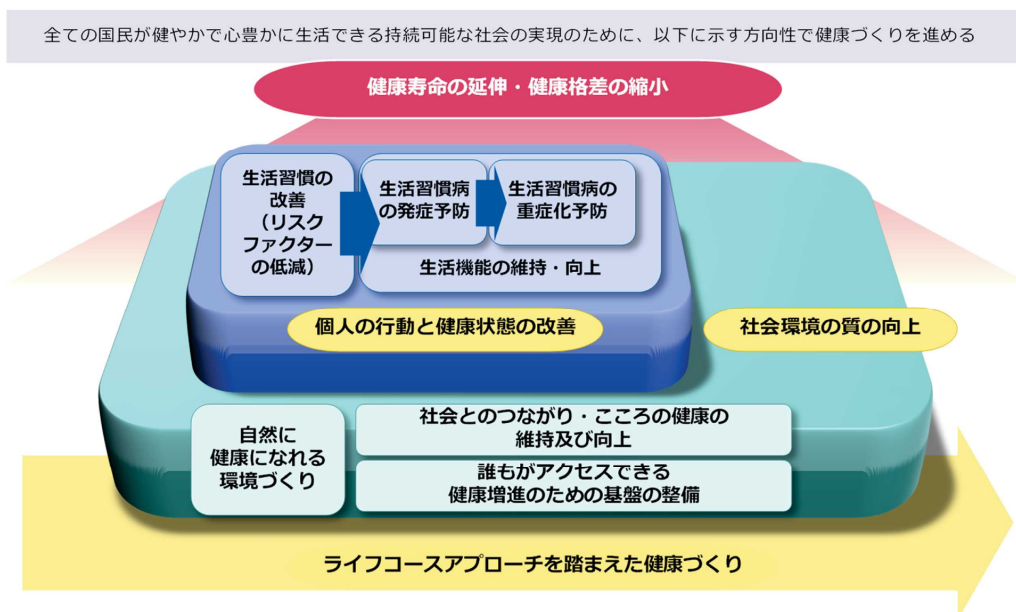 全ての国民が健やかで心豊かに生活できる持続可能な社会の実現のために、以下に示す方向性で健康づくりを進める
健康寿命の延伸・健康格差の縮小
生活習慣の
改善
（リスク
ファクター
の低減）
生活習慣病
の発症予防
生活習慣病の
重症化予防
生活機能の維持・向上
個人の行動と健康状態の改善
社会環境の質の向上
自然に
健康になれる
環境づくり
社会とのつながり・こころの健康の
維持及び向上
誰もがアクセスできる
健康増進のための基盤の整備
ライフコースアプローチを踏まえた健康づくり